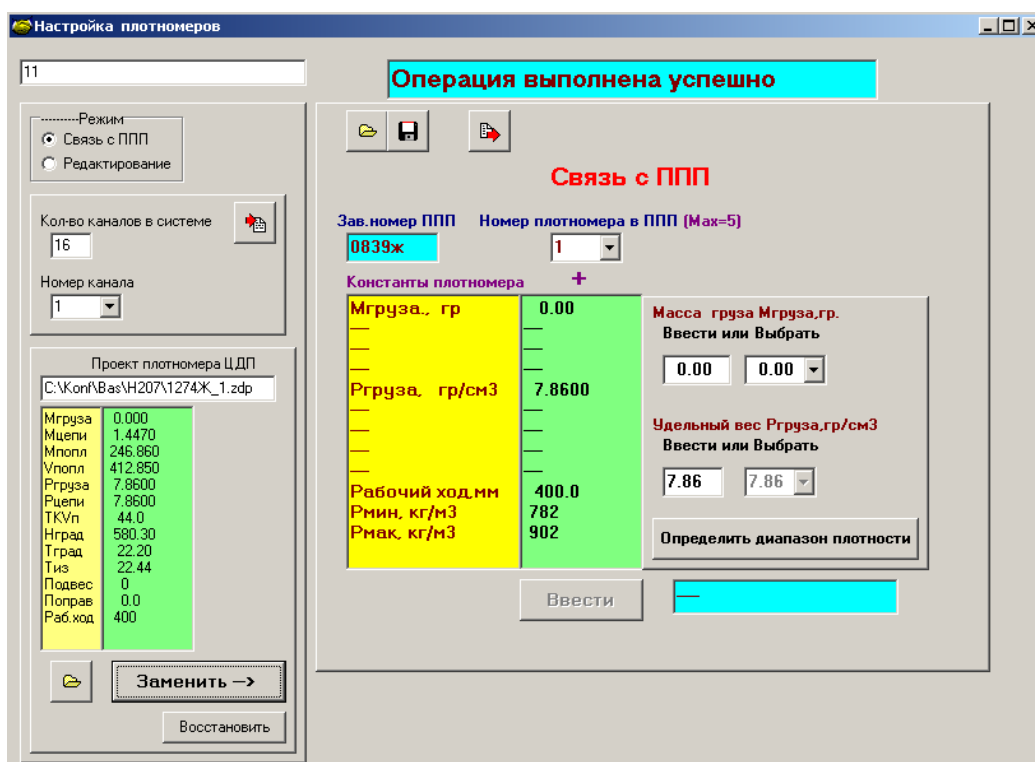 Настройка плотномеров
11
Операция выполнена успешно
----------Режим
Связь с ППП
Редактирование
Кол-во каналов в системе
16
Номер канала
1
Проект плотномера ЦДП
C:\Konf\Bas\H207\1274Ж_1.zdp
Мгруза 0.000
Мцепи 1.4470
Мпопл 246.860
Vпопл 412.850
Ргруза 7.8600
Рцепи 7.8600
TKVп 44.0
Нград 580.30
Тград 22.20
Тиз 22.44
Подвес 0
Поправ 0.0
Раб.ход 400
Заменить —>
Восстановить
Связь с ППП
Зав.номер ППП Номер плотномера в ППП (Max=5)
0839ж 1
Константы плотномера +
Мгруза., гр 0.00
— —
— —
— —
Ргруза, гр/см3 7.8600
— —
— —
— —
— —
Рабочий ход,мм 400.0
Рмин, кг/м3 782
Рмак, кг/м3 902
Масса груза Мгруза,гр.
Ввести или Выбрать
0.00 0.00
Удельный вес Ргруза,гр/см3
Ввести или Выбрать
7.86 7.86
Определить диапазон плотности
Ввести —